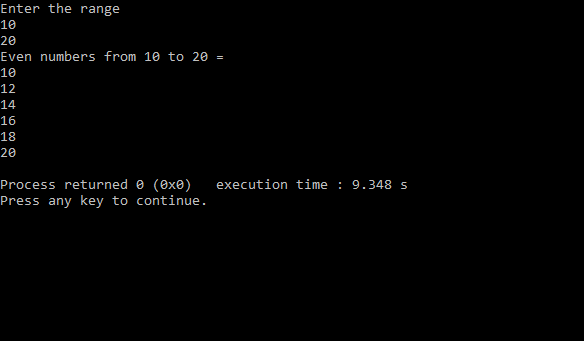 Enter the range
10
20
Even numbers from 10 to 20 =
10
12
14
16
18
20
Process returned 0 (0x0)   execution time : 9.348 s
Press any key to continue.